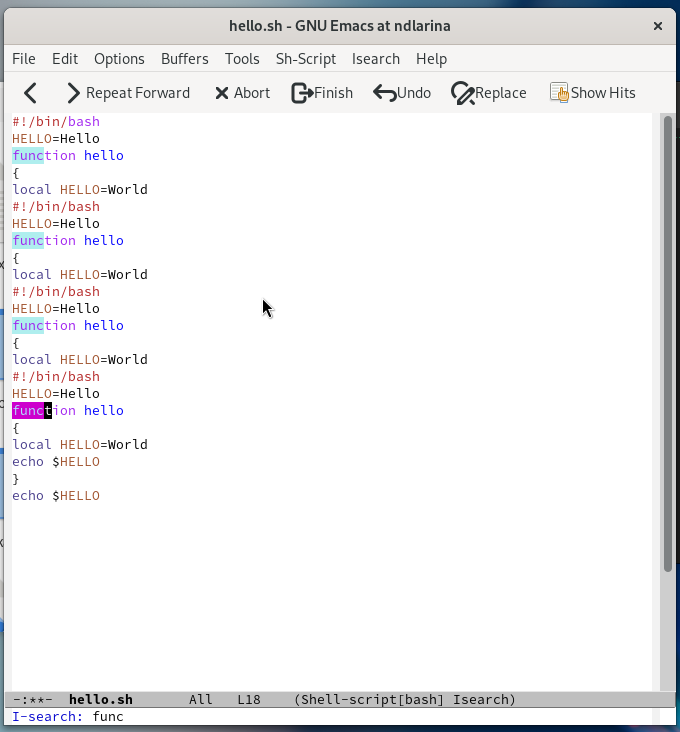 hello.sh - GNU Emacs at ndlarina ×
File Edit Options Buffers Tools Sh-Script Isearch Help
Repeat Forward Abort Finish Undo Replace Show Hits
#!/bin/bash
HELLO=Hello
function hello
{
local HELLO=World
#!/bin/bash
HELLO=Hello
function hello
{
local HELLO=World
#!/bin/bash
HELLO=Hello
function hello
{
local HELLO=World
#!/bin/bash
HELLO=Hello
function hello
{
local HELLO=World
echo $HELLO
}
echo $HELLO
-:**- hello.sh All L18 (Shell-script[bash] Isearch)
I-search: func